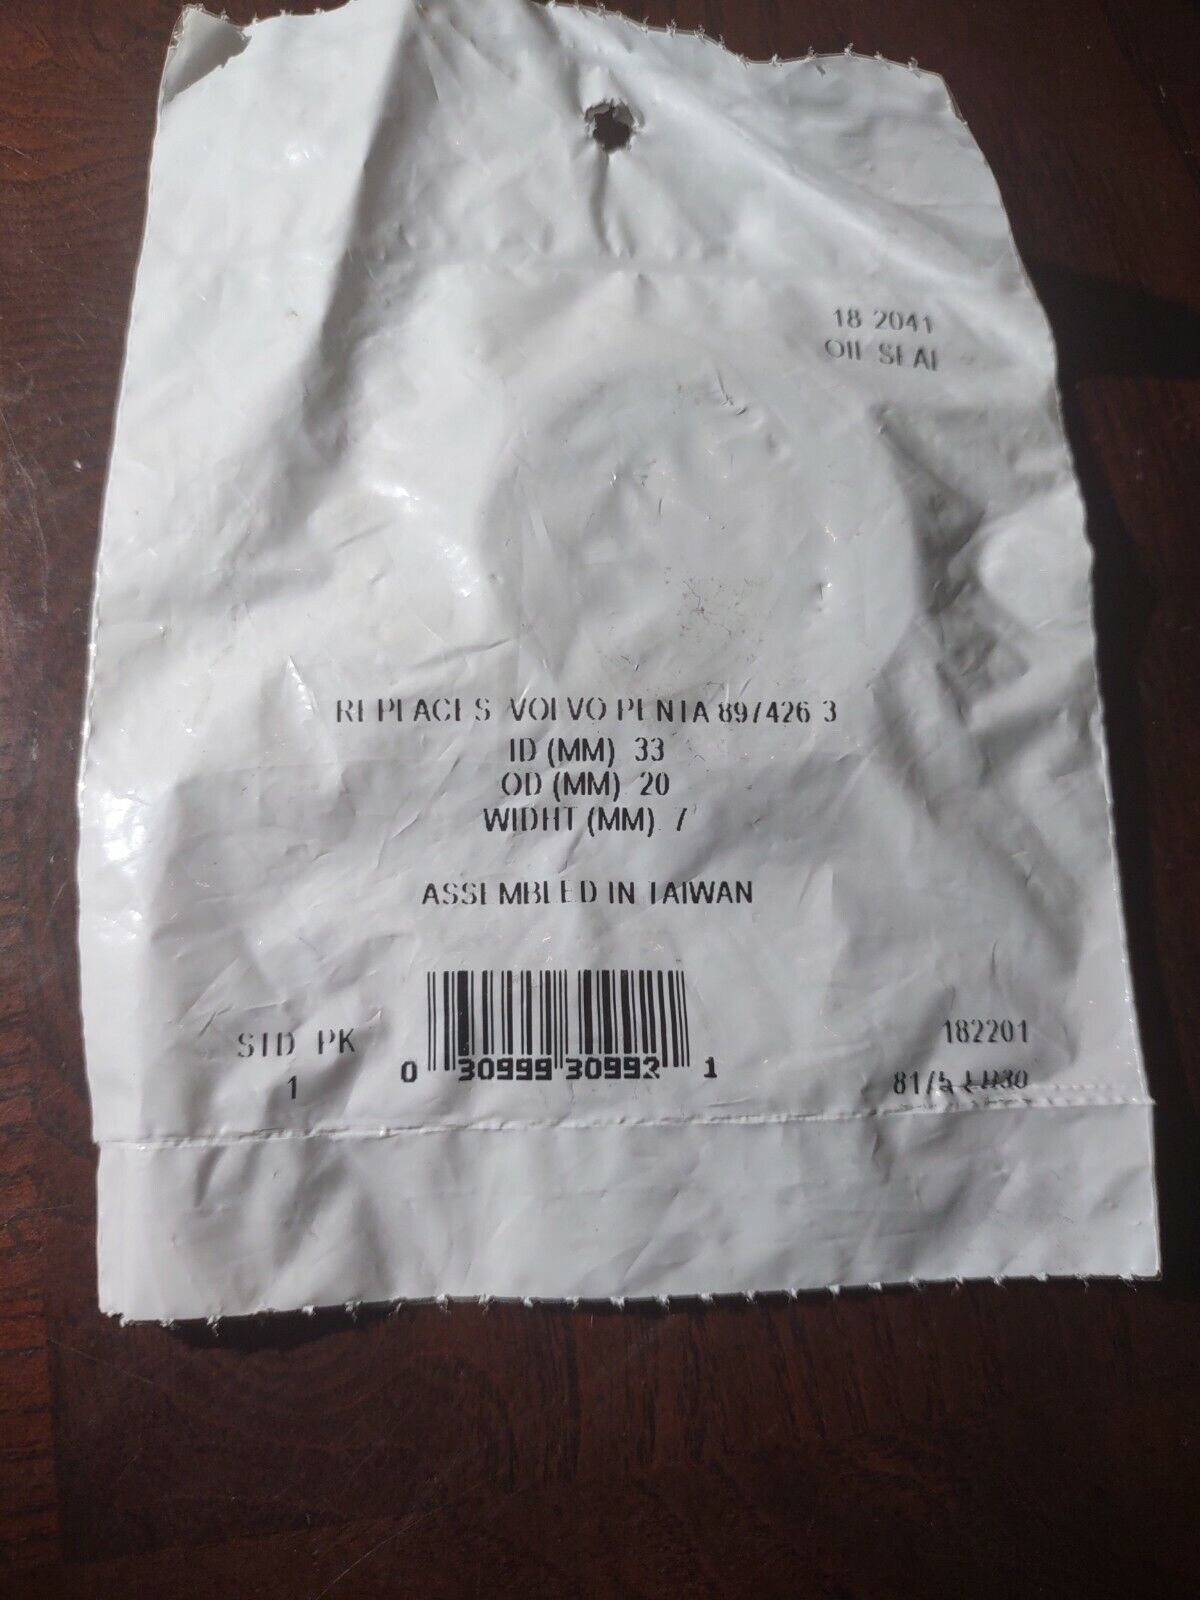 18 2041
OIL SEAL
REPLACES VOLVO PENTA 897426 3
ID (MM) 33
OD (MM) 20
WIDHT (MM) 7
ASSEMBLED IN TAIWAN
STD PK
1
0 30999 30992 1
182201